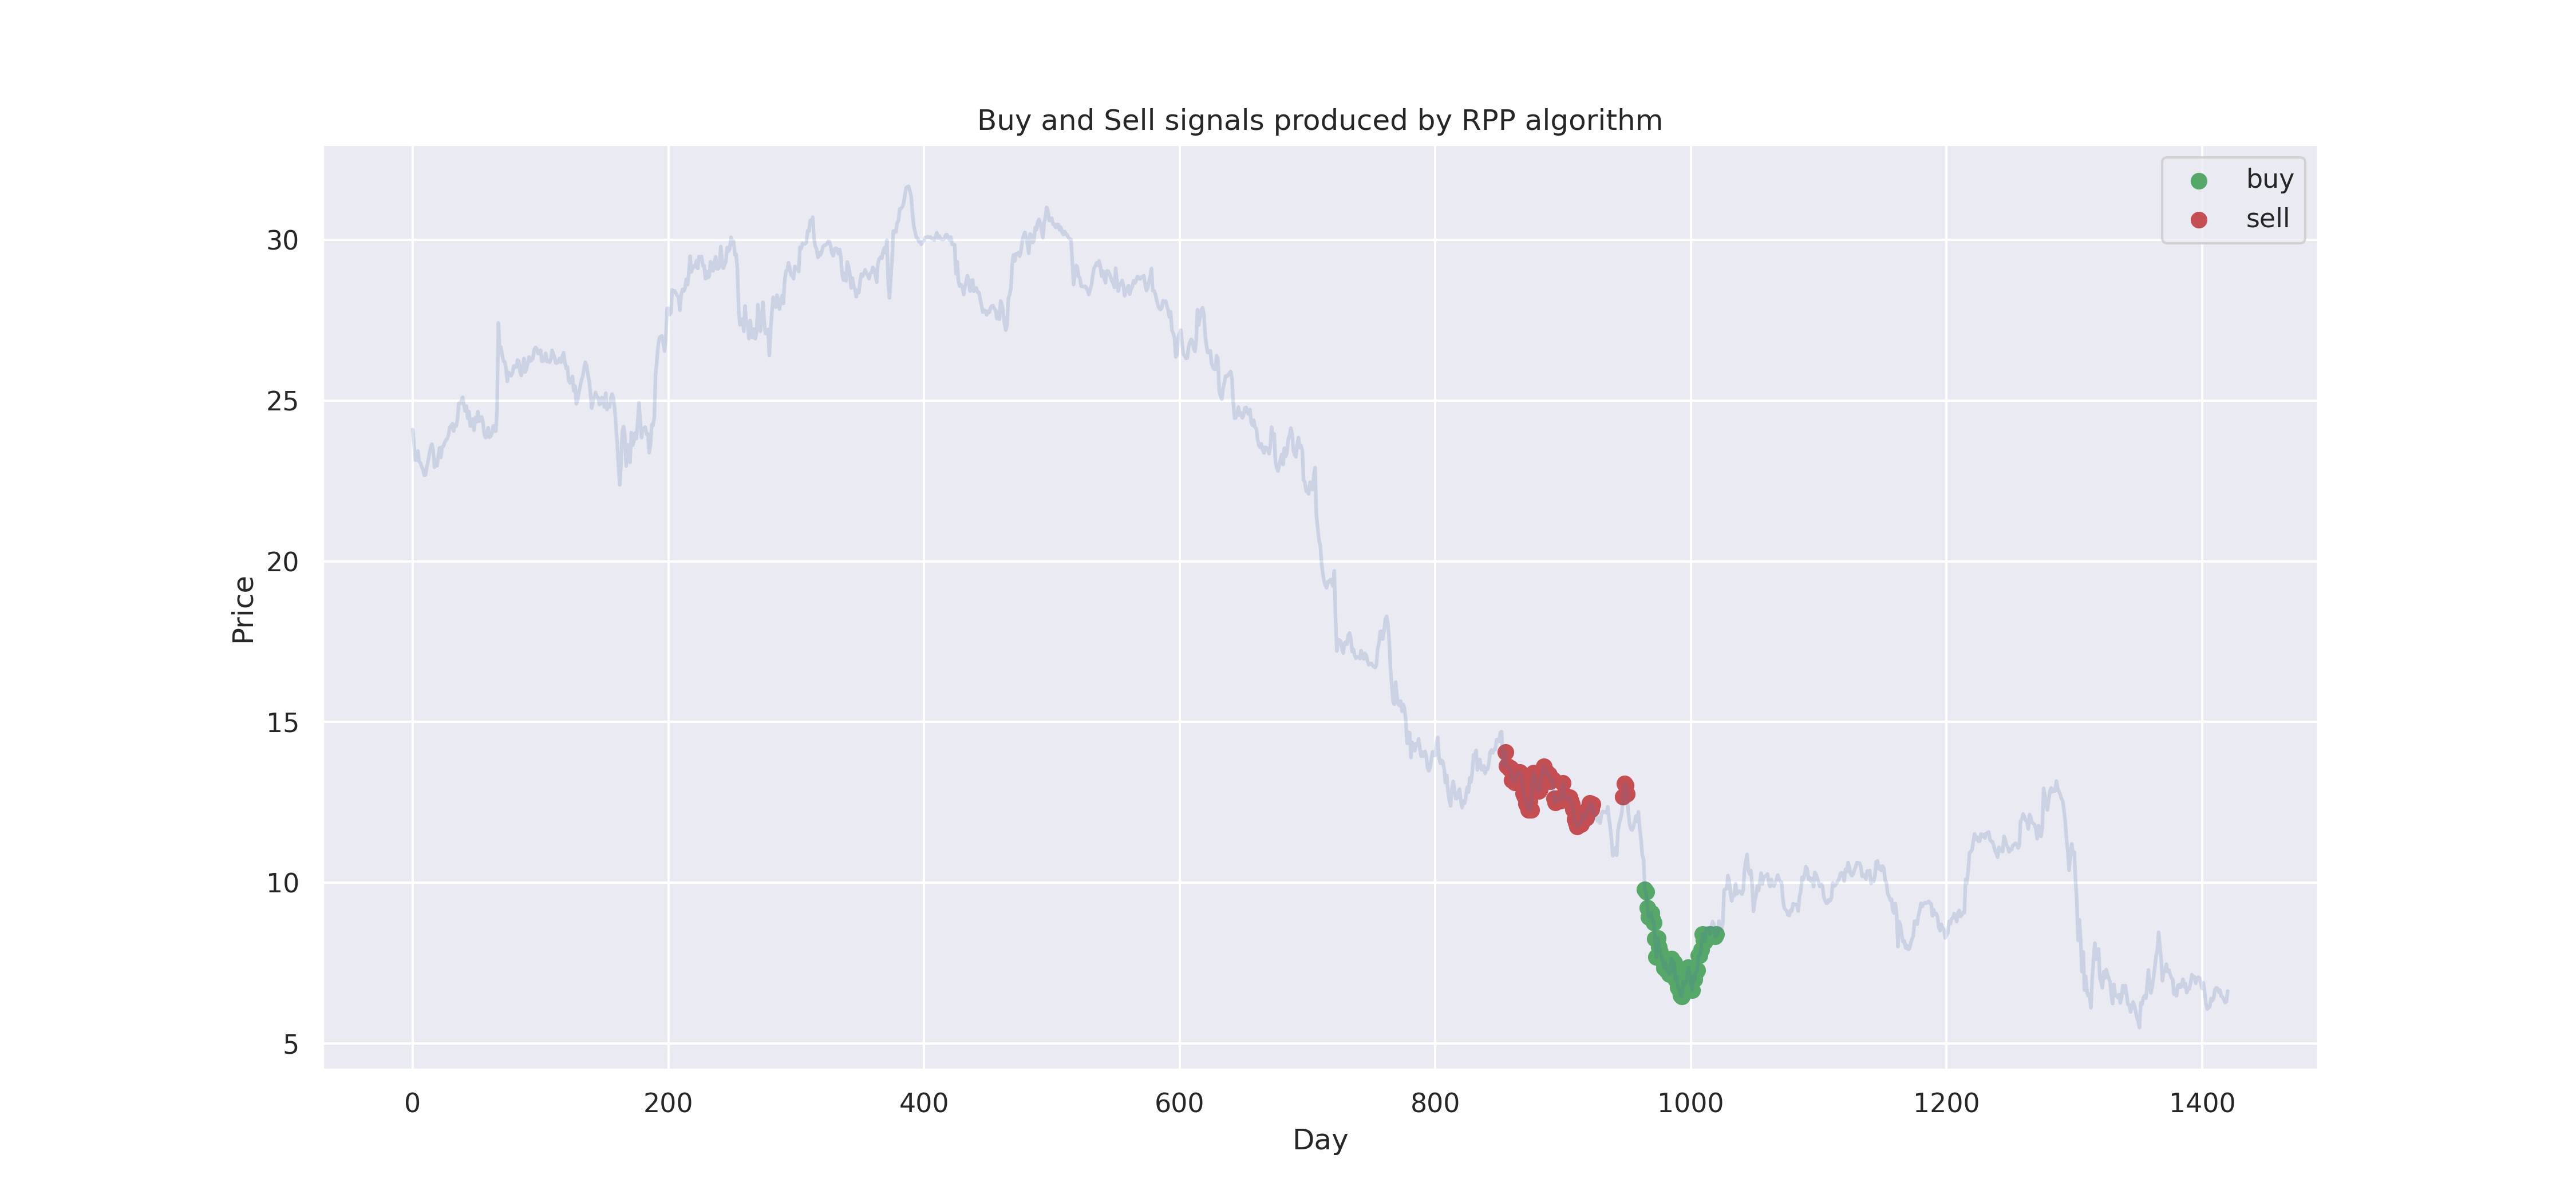 Buy and Sell signals produced by RPP algorithm
buy
sell
30
25
20
15
10
5
Price
0 200 400 600 800 1000 1200 1400
Day